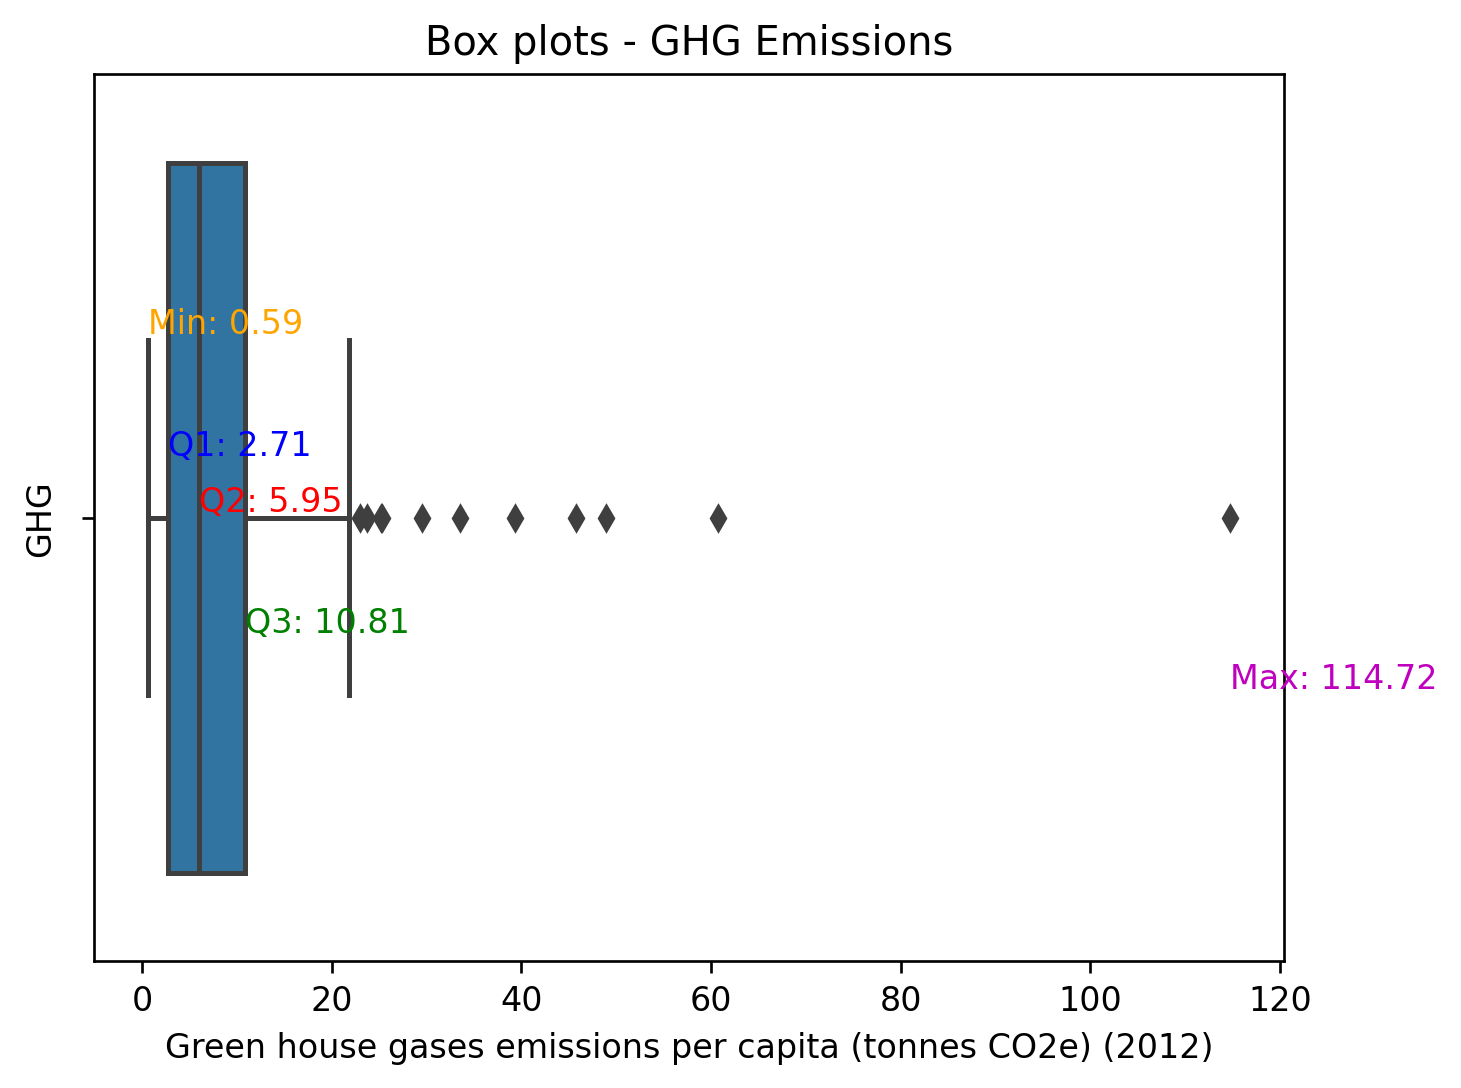 Box plots - GHG Emissions
Min: 0.59
Q1: 2.71
Q2: 5.95
GHG
Q3: 10.81
Max: 114.72
0 20 40 60 80 100 120
Green house gases emissions per capita (tonnes CO2e) (2012)